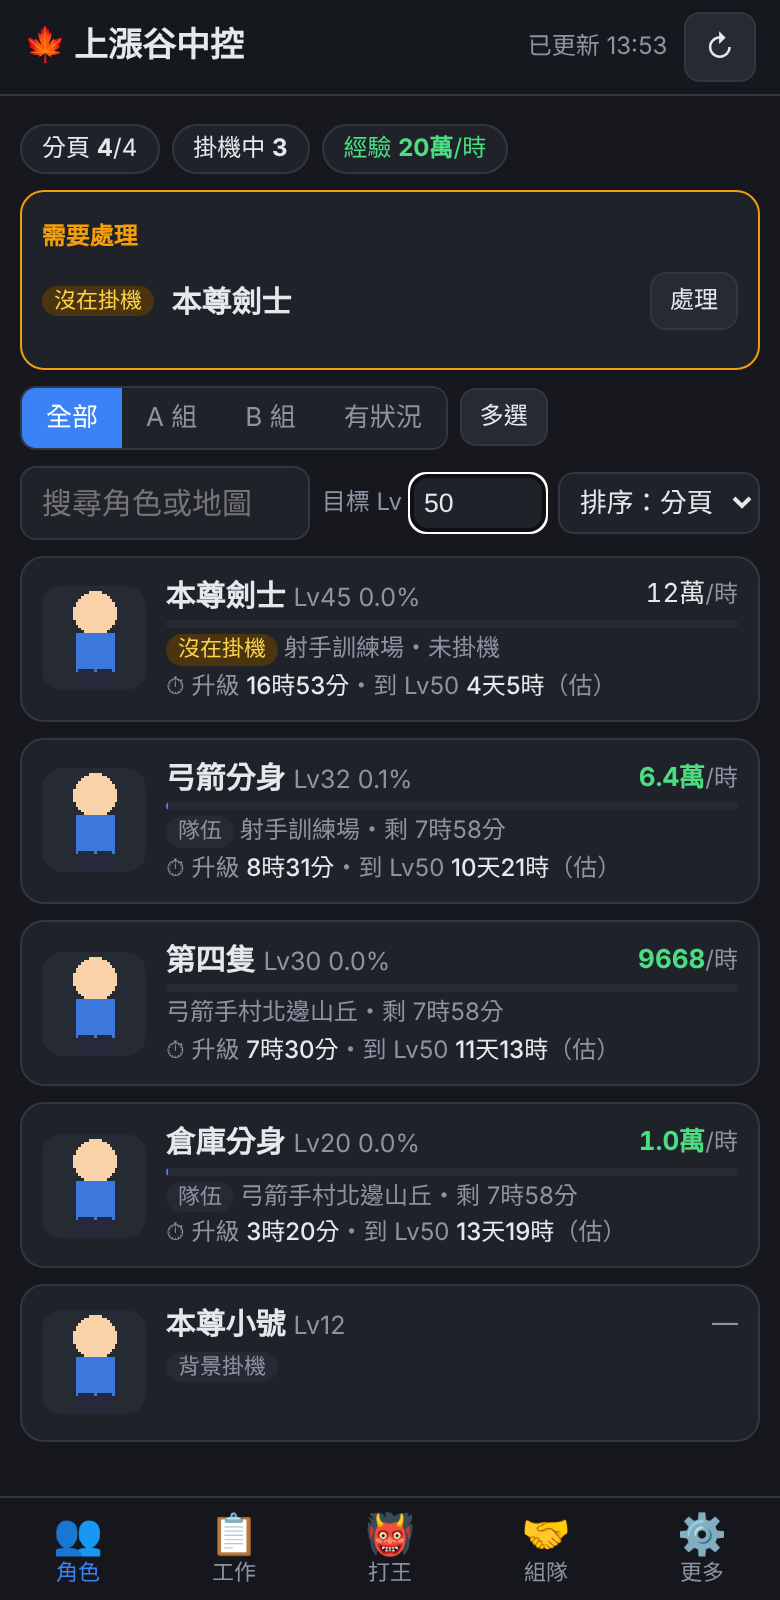 🍁 上漲谷中控
已更新 13:53
↻
分頁 4/4
掛機中 3
經驗 20萬/時
需要處理
沒在掛機 本尊劍士
處理
全部 A 組 B 組 有狀況 多選
搜尋角色或地圖 目標 Lv 50 排序：分頁
本尊劍士 Lv45 0.0% 12萬/時
沒在掛機 射手訓練場・未掛機
⏱ 升級 16時53分・到 Lv50 4天5時（估）
弓箭分身 Lv32 0.1% 6.4萬/時
隊伍 射手訓練場・剩 7時58分
⏱ 升級 8時31分・到 Lv50 10天21時（估）
第四隻 Lv30 0.0% 9668/時
弓箭手村北邊山丘・剩 7時58分
⏱ 升級 7時30分・到 Lv50 11天13時（估）
倉庫分身 Lv20 0.0% 1.0萬/時
隊伍 弓箭手村北邊山丘・剩 7時58分
⏱ 升級 3時20分・到 Lv50 13天19時（估）
本尊小號 Lv12 —
背景掛機
角色 工作 打王 組隊 更多